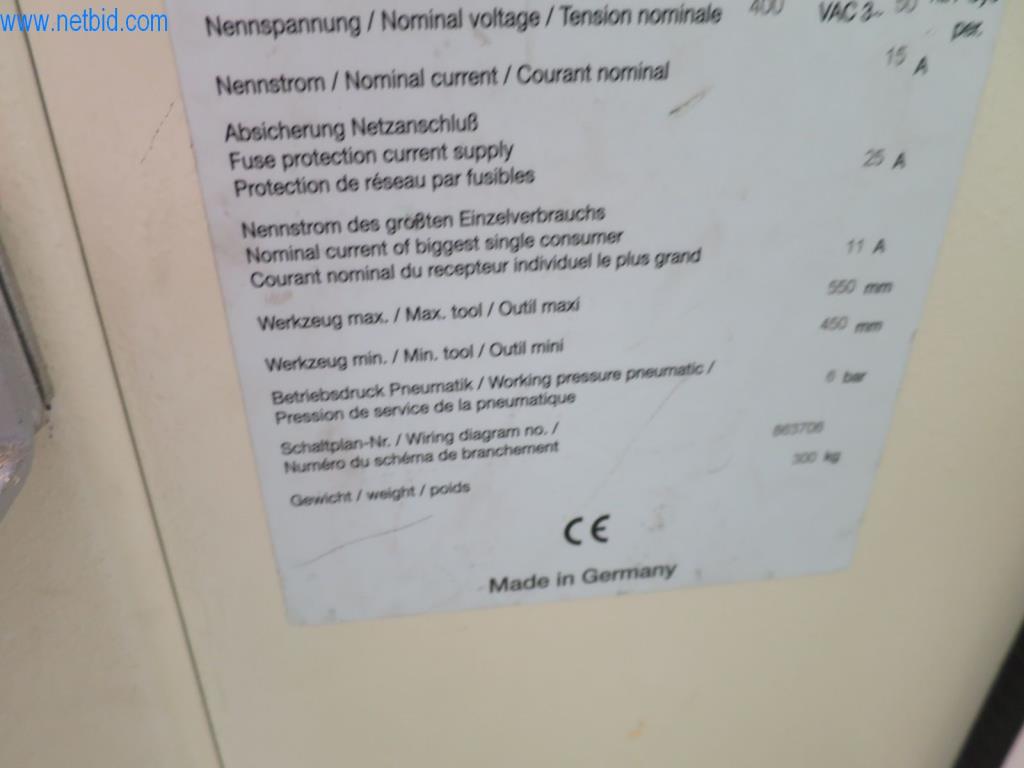 www.netbid.com
Nennspannung / Nominal voltage / Tension nominale 400 VAC 3~ 50
per.
Nennstrom / Nominal current / Courant nominal 15 A
Absicherung Netzanschluß
Fuse protection current supply 25 A
Protection de réseau par fusibles
Nennstrom des größten Einzelverbrauchs
Nominal current of biggest single consumer 11 A
Courant nominal du recepteur individuel le plus grand
Werkzeug max. / Max. tool / Outil maxi 550 mm
Werkzeug min. / Min. tool / Outil mini 450 mm
Betriebsdruck Pneumatik / Working pressure pneumatic / 6 bar
Pression de service de la pneumatique
Schaltplan-Nr. / Wiring diagram no. / 863706
Numéro du schéma de branchement
Gewicht / weight / poids 300 kg
CE
Made in Germany